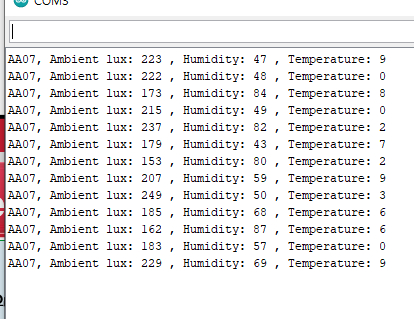 COM5
AA07, Ambient lux: 223 , Humidity: 47 , Temperature: 9
AA07, Ambient lux: 222 , Humidity: 48 , Temperature: 0
AA07, Ambient lux: 173 , Humidity: 84 , Temperature: 8
AA07, Ambient lux: 215 , Humidity: 49 , Temperature: 0
AA07, Ambient lux: 237 , Humidity: 82 , Temperature: 2
AA07, Ambient lux: 179 , Humidity: 43 , Temperature: 7
AA07, Ambient lux: 153 , Humidity: 80 , Temperature: 2
AA07, Ambient lux: 207 , Humidity: 59 , Temperature: 9
AA07, Ambient lux: 249 , Humidity: 50 , Temperature: 3
AA07, Ambient lux: 185 , Humidity: 68 , Temperature: 6
AA07, Ambient lux: 162 , Humidity: 87 , Temperature: 6
AA07, Ambient lux: 183 , Humidity: 57 , Temperature: 0
AA07, Ambient lux: 229 , Humidity: 69 , Temperature: 9